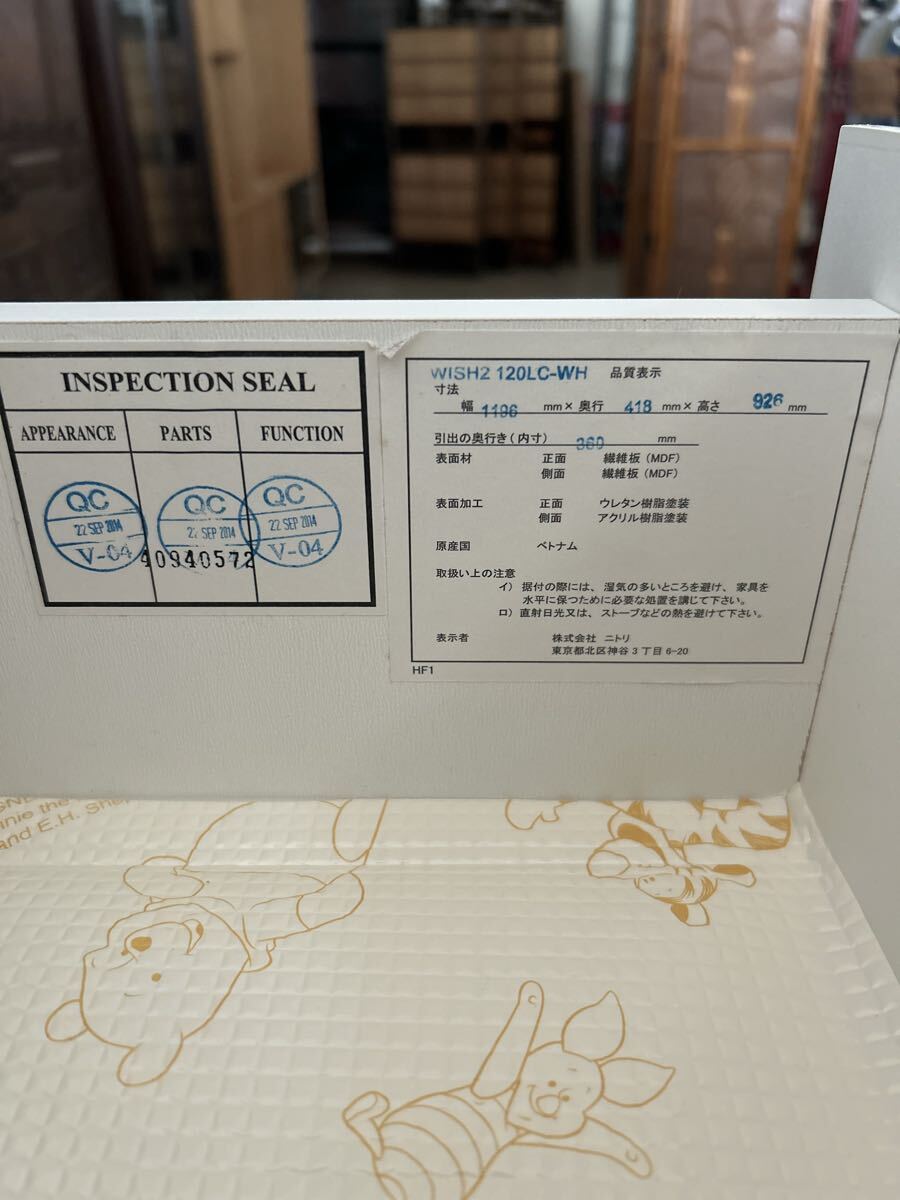 INSPECTION SEAL
APPEARANCE PARTS FUNCTION
QC
22 SEP 2014
V-04
QC
22 SEP 2014
QC
22 SEP 2014
V-04
40940572
WISH2 120LC-WH 品質表示
寸法
幅 1196 mm× 奥行 418 mm× 高さ 926 mm
引出の奥行き(内寸) 360 mm
表面材 正面 繊維板 (MDF)
側面 繊維板 (MDF)
表面加工 正面 ウレタン樹脂塗装
側面 アクリル樹脂塗装
原産国 ベトナム
取扱い上の注意
イ) 据付の際には、湿気の多いところを避け、家具を
水平に保つために必要な処置を講じて下さい。
ロ) 直射日光又は、ストーブなどの熱を避けて下さい。
表示者 株式会社 ニトリ
東京都北区神谷3丁目6-20
HF1
nie the
and E.H. She